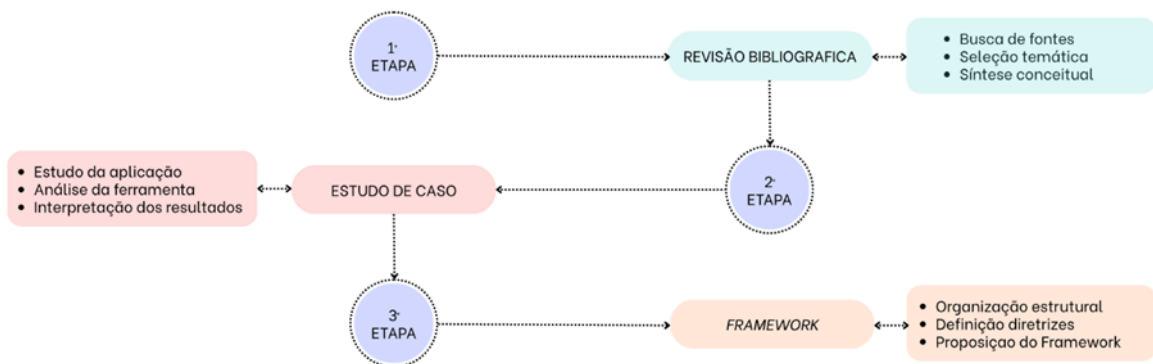 1ª
ETAPA
REVISÃO BIBLIOGRAFICA
• Busca de fontes
• Seleção temática
• Síntese conceitual
• Estudo da aplicação
• Análise da ferramenta
• Interpretação dos resultados
ESTUDO DE CASO
2ª
ETAPA
3ª
ETAPA
FRAMEWORK
• Organização estrutural
• Definição diretrizes
• Proposiçao do Framework